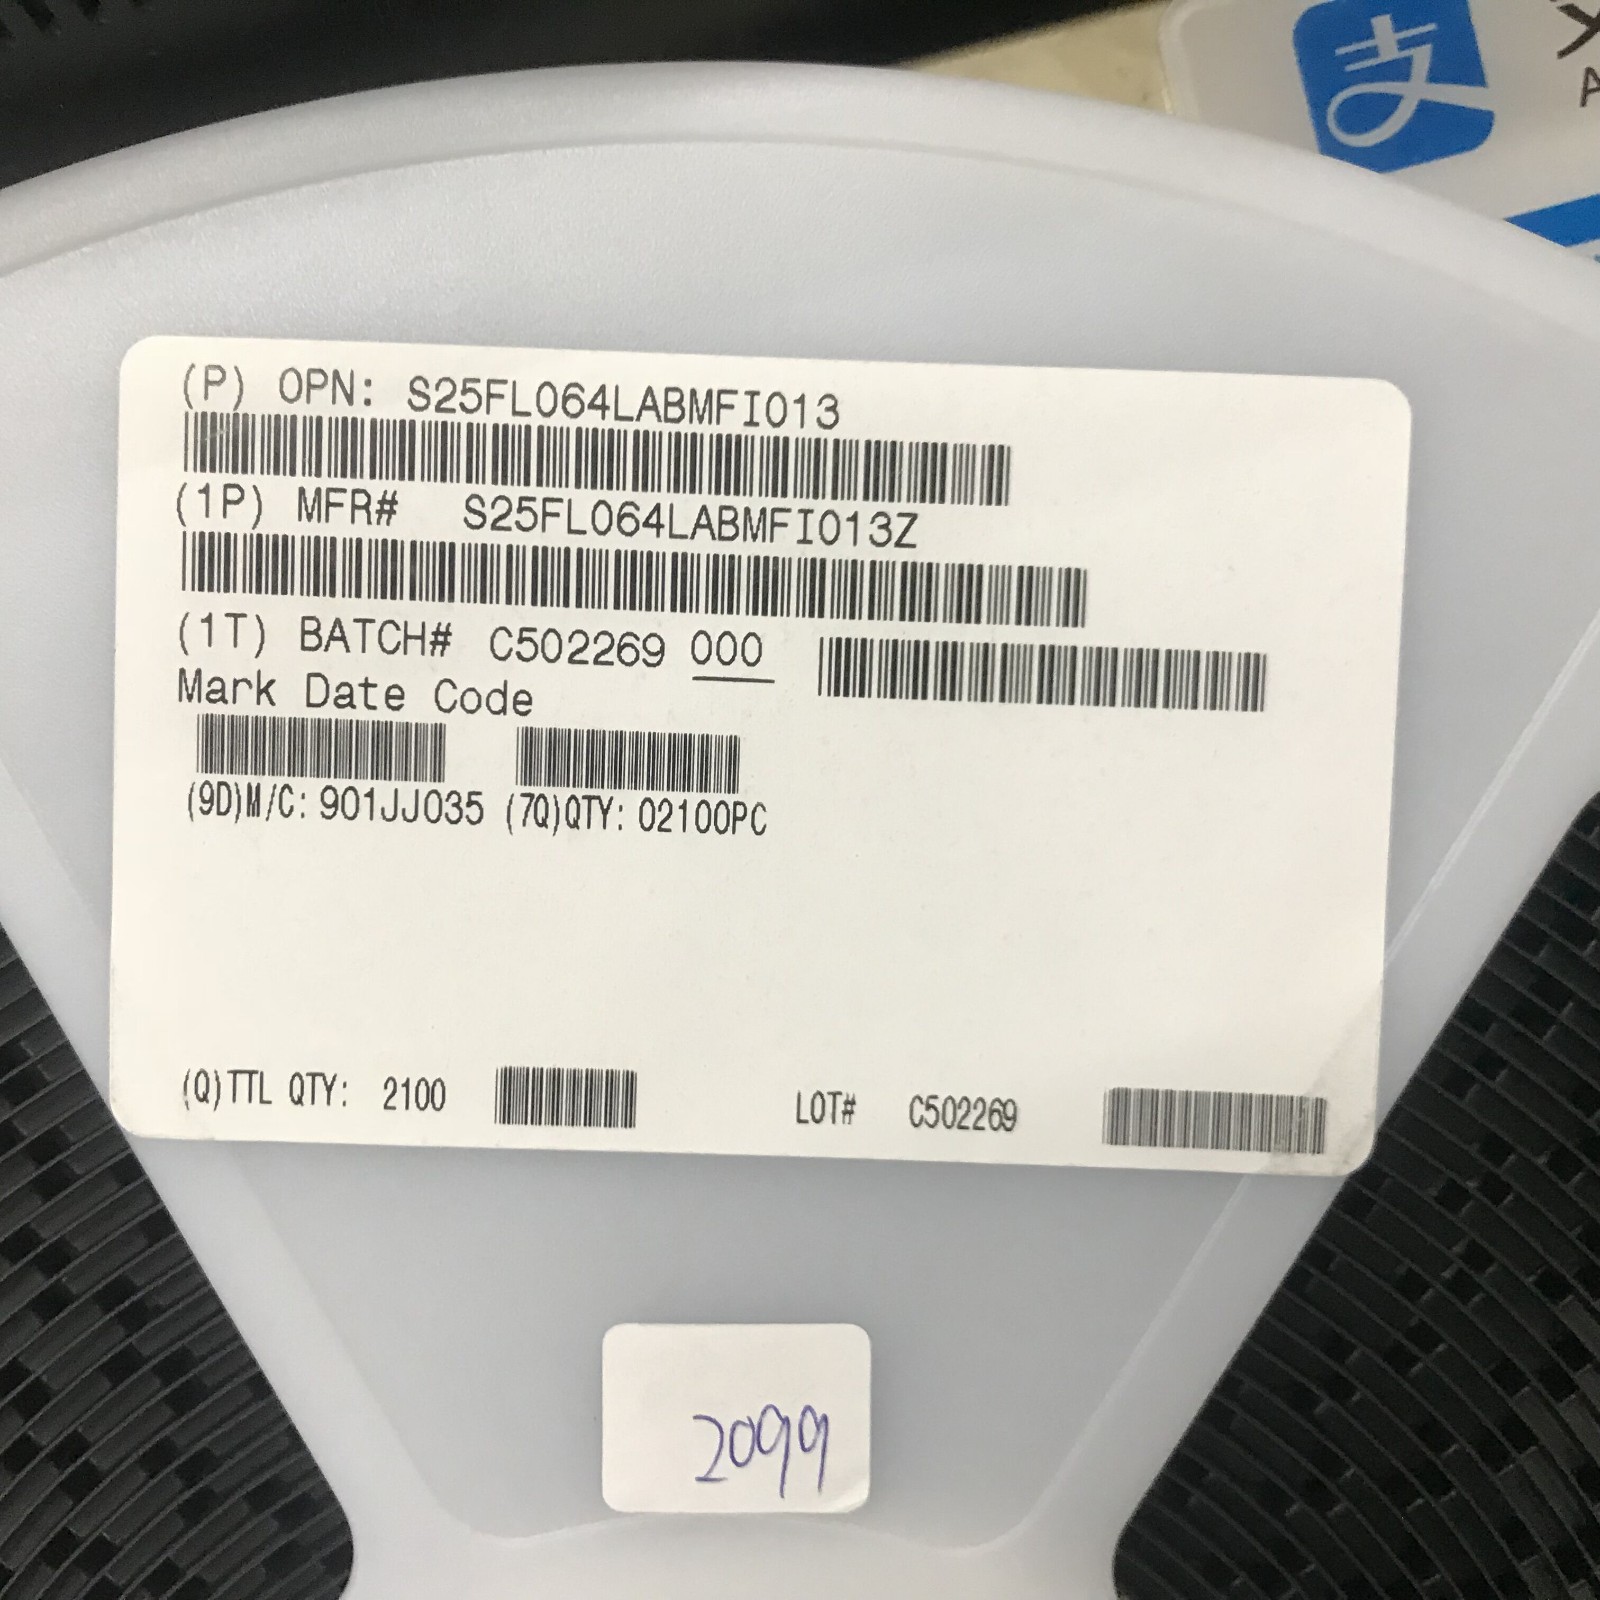 支
A
(P) OPN: S25FL064LABMFI013
(1P) MFR# S25FL064LABMFI013Z
(1T) BATCH# C502269 000
Mark Date Code
(9D)M/C: 901JJ035 (7Q)QTY: 02100PC
(Q)TTL QTY: 2100 LOT# C502269
2099